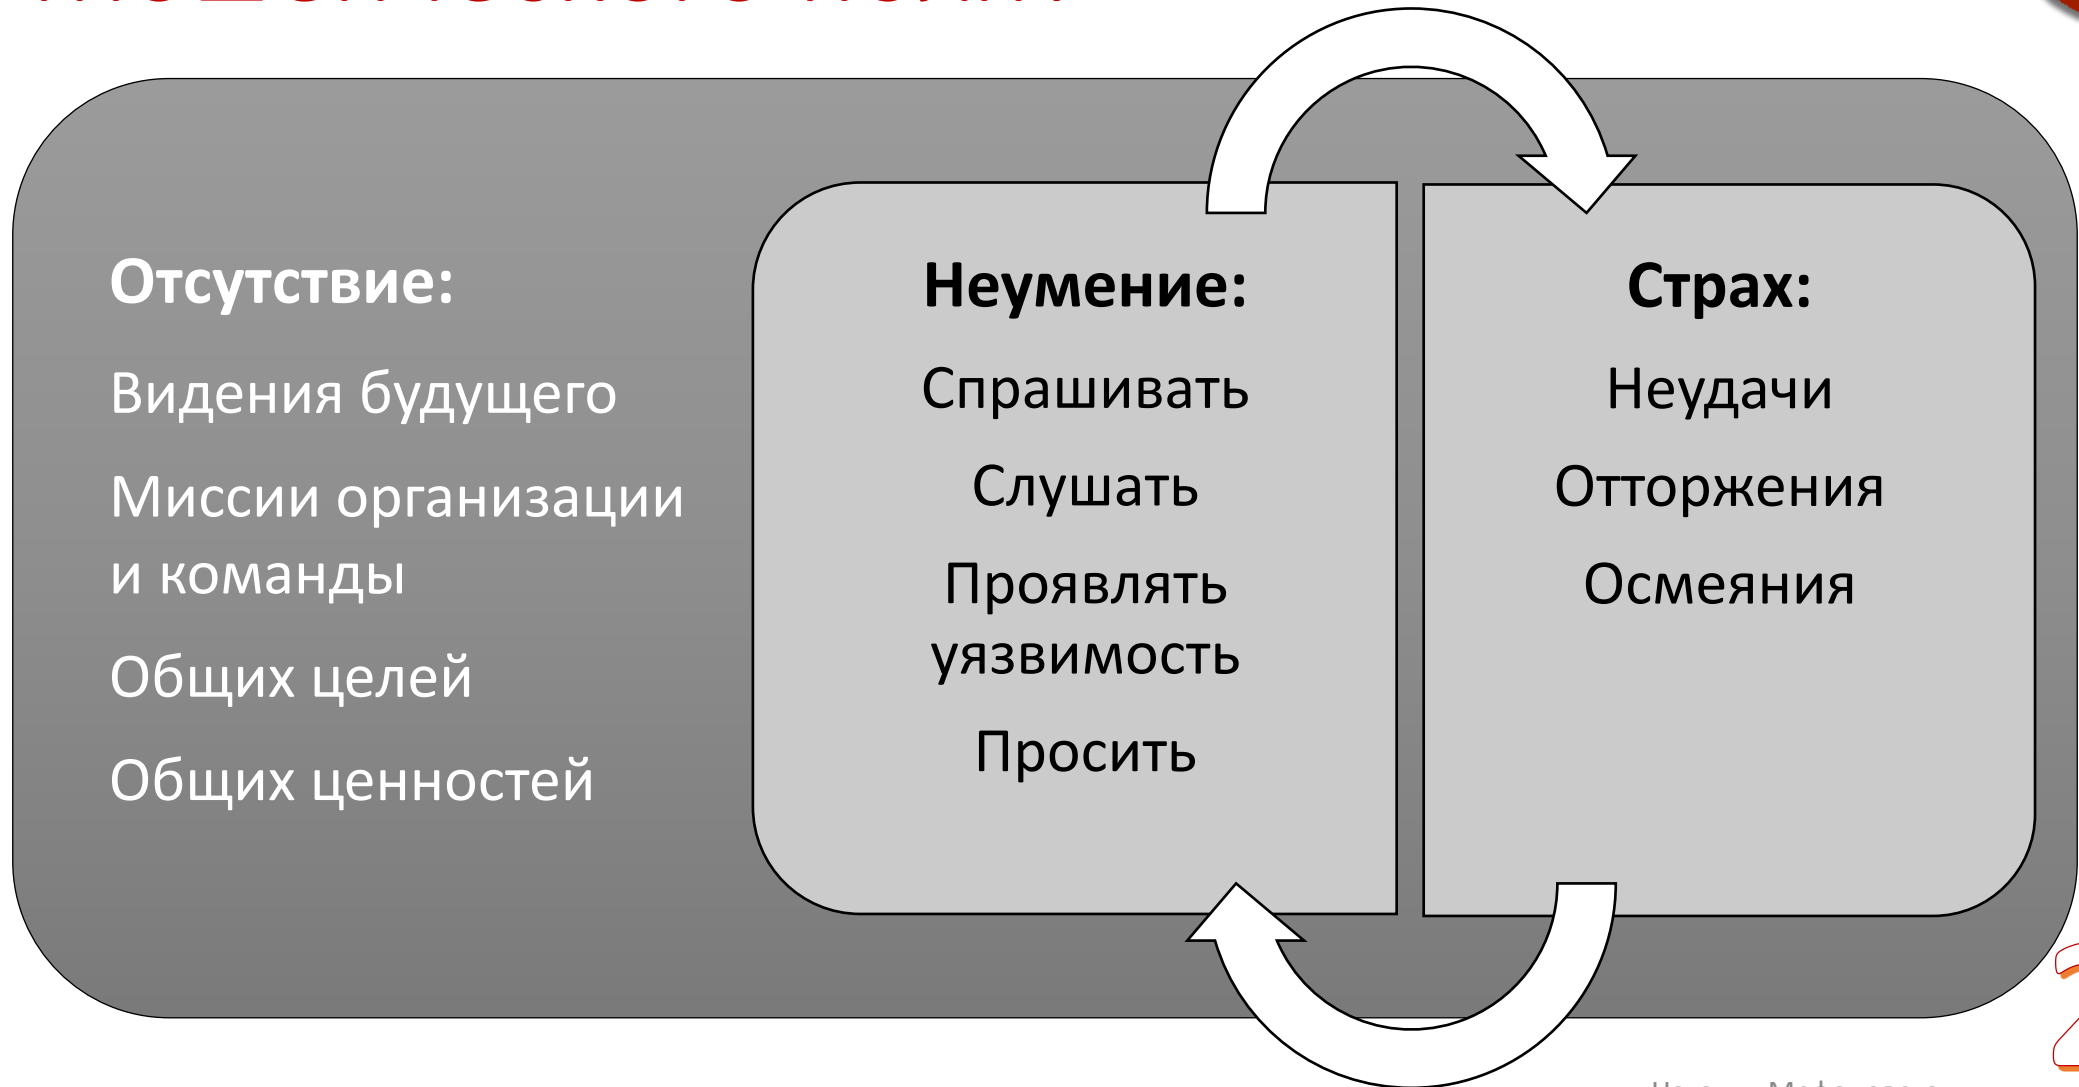 Отсутствие:
Видения будущего
Миссии организации
и команды
Общих целей
Общих ценностей
Неумение:
Спрашивать
Слушать
Проявлять
уязвимость
Просить
Страх:
Неудачи
Отторжения
Осмеяния